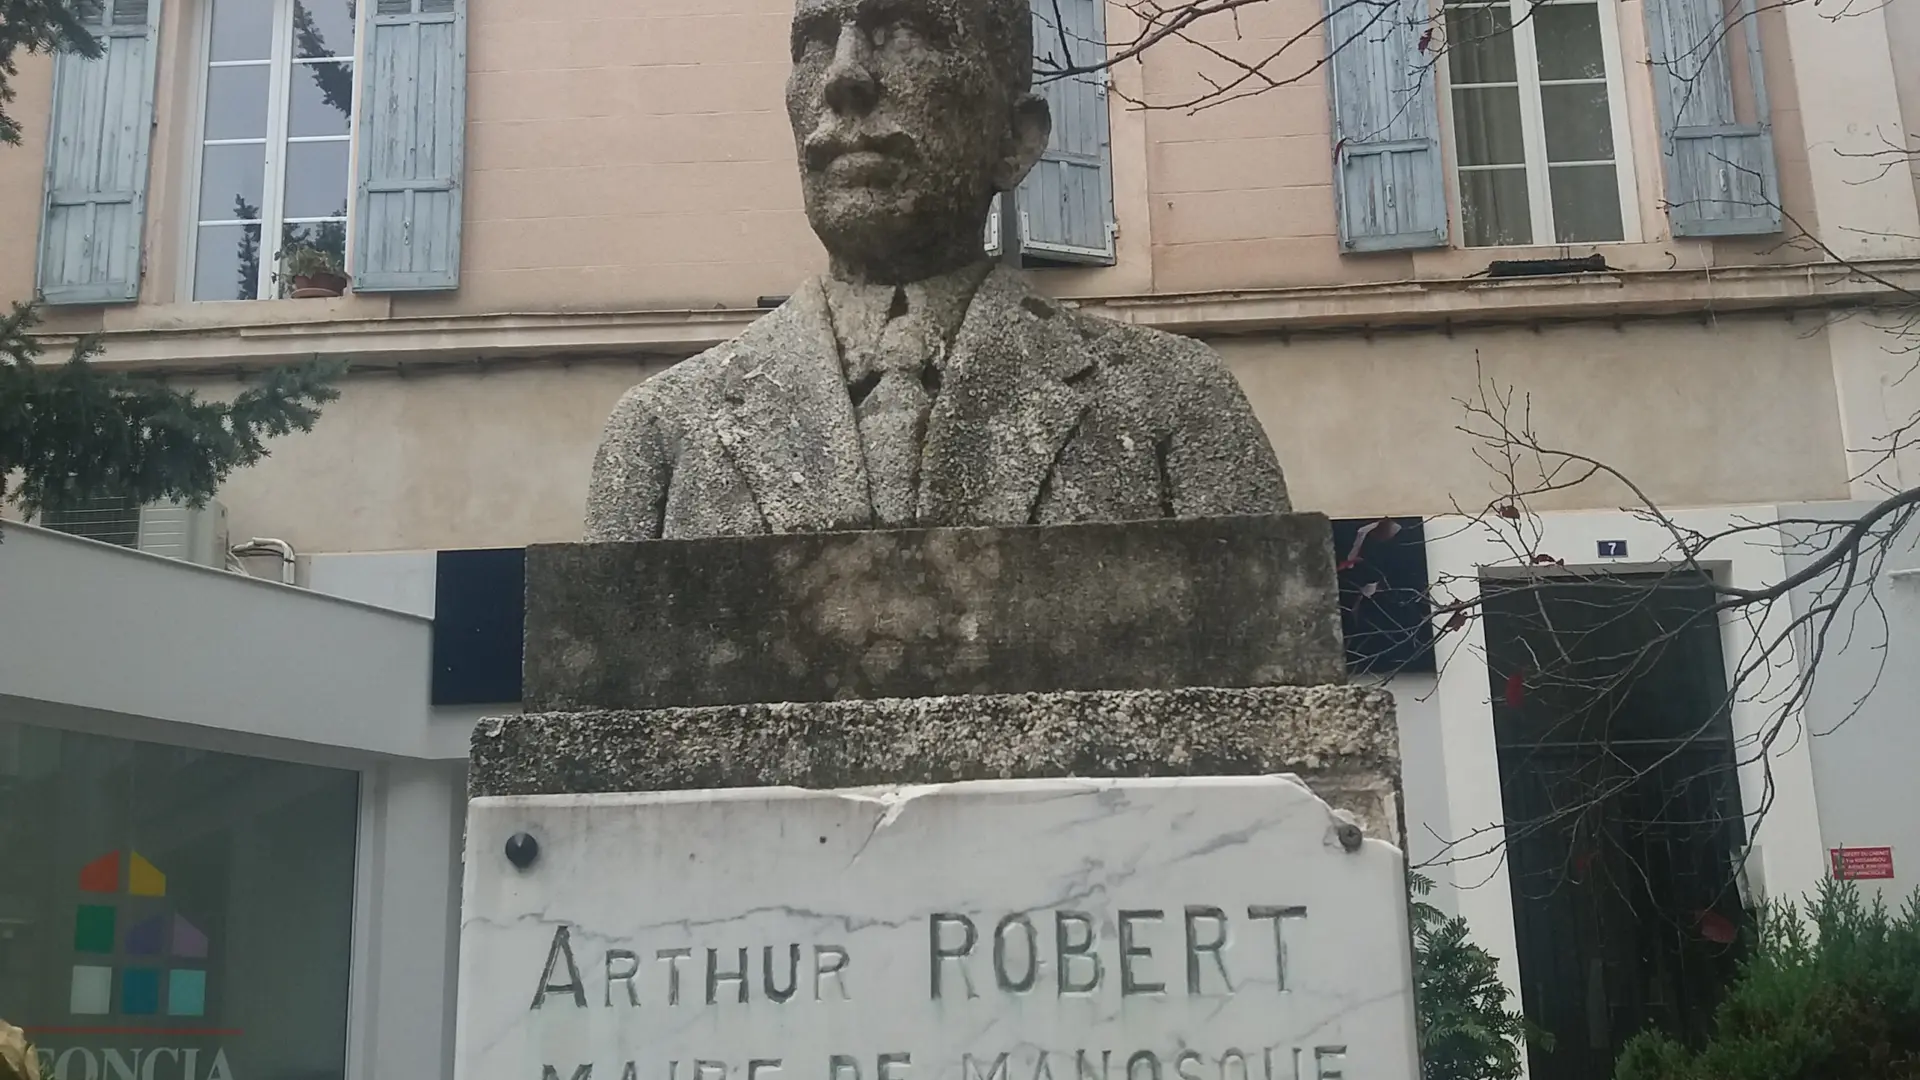 7
ARTHUR ROBERT
MAIRE DE MANOSQUE
FONCIA